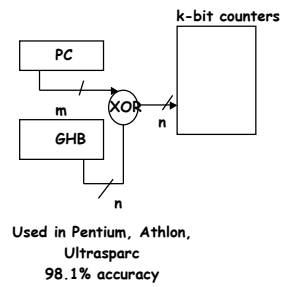 k-bit counters
PC
m
XOR
n
GHB
n
Used in Pentium, Athlon,
Ultrasparc
98.1% accuracy